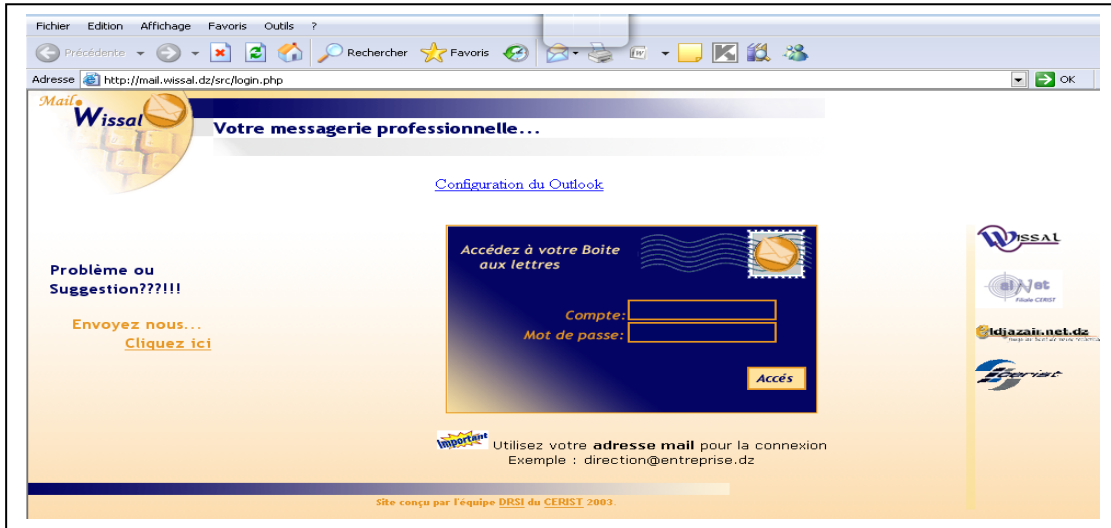 Fichier Edition Affichage Favoris Outils ?
Précédente Rechercher Favoris
Adresse http://mail.wissal.dz/src/login.php OK
Mail
Wissal
Votre messagerie professionnelle...
Configuration du Outlook
Accédez à votre Boîte
aux lettres
Compte:
Mot de passe:
Accés
Problème ou
Suggestion???!!!
Envoyez nous...
Cliquez ici
WISSAL
Filiale CERIST
eldjazair.net.dz
cerist
Important Utilisez votre adresse mail pour la connexion
Exemple : direction@entreprise.dz
Site conçu par l'équipe DRSI du CERIST 2003.